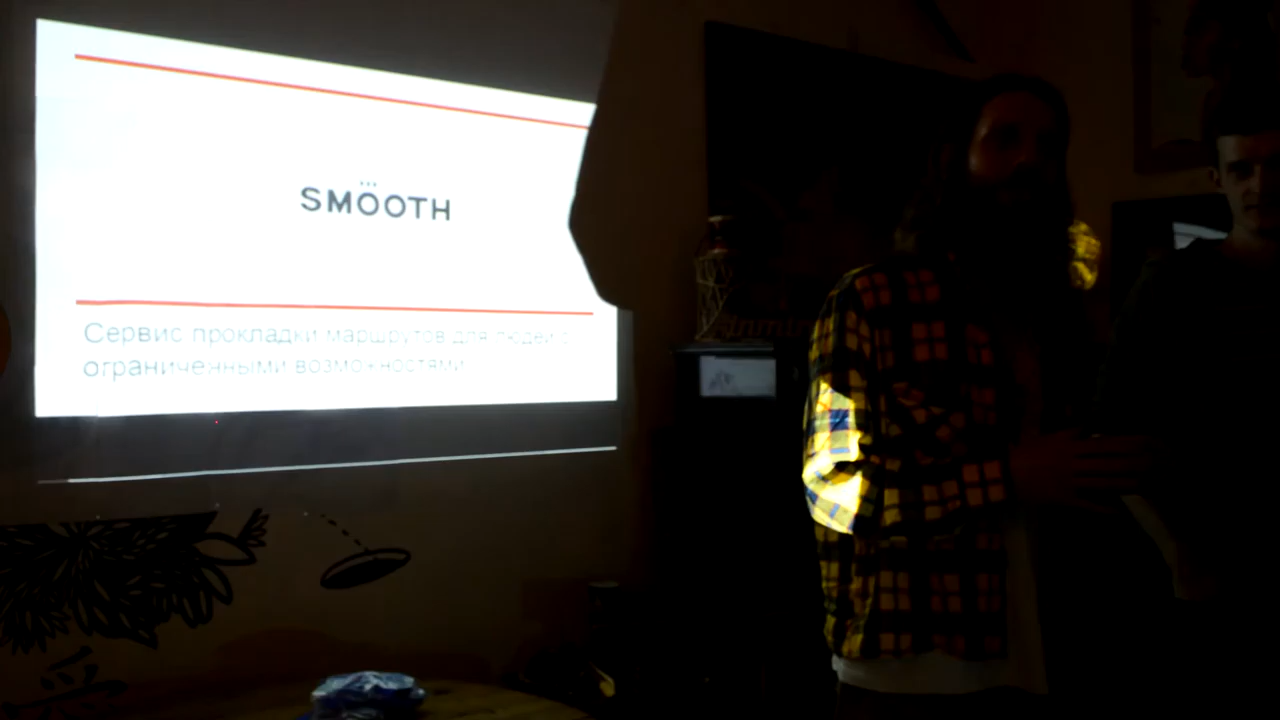 SMOOTH
Сервис прокладки маршрутов для людей с
ограниченными возможностями